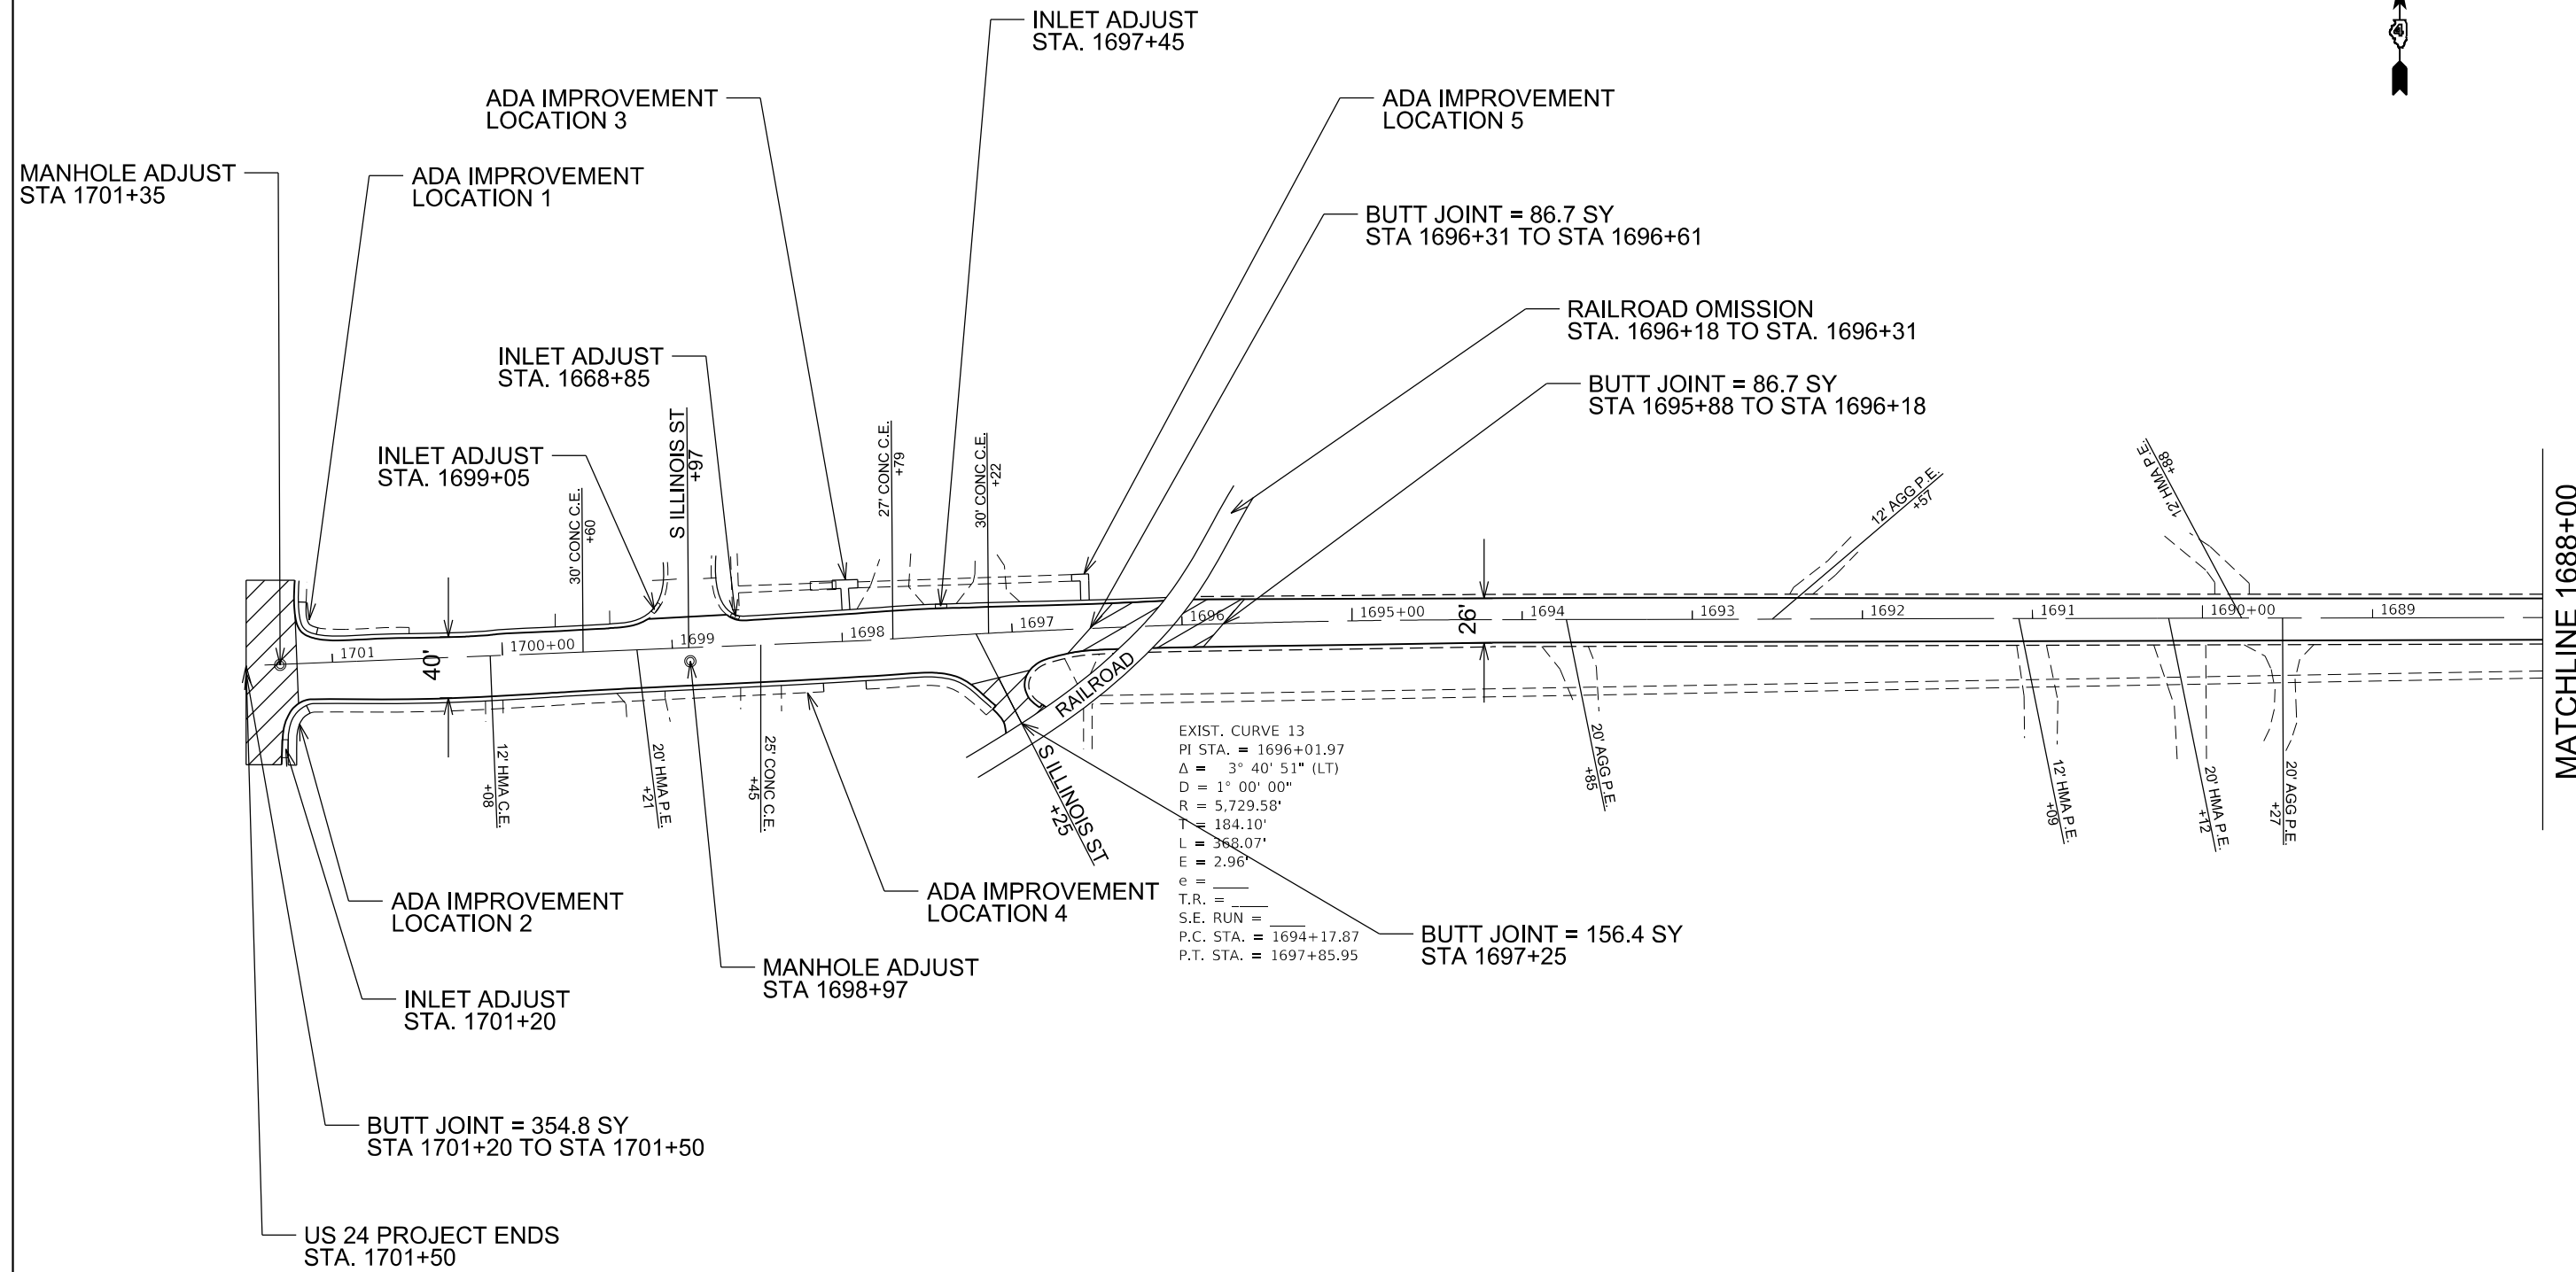 INLET ADJUST
STA. 1697+45
4
ADA IMPROVEMENT
LOCATION 3
ADA IMPROVEMENT
LOCATION 5
MANHOLE ADJUST
STA 1701+35
ADA IMPROVEMENT
LOCATION 1
BUTT JOINT = 86.7 SY
STA 1696+31 TO STA 1696+61
RAILROAD OMISSION
STA. 1696+18 TO STA. 1696+31
INLET ADJUST
STA. 1668+85
BUTT JOINT = 86.7 SY
STA 1695+88 TO STA 1696+18
INLET ADJUST
STA. 1699+05
30' CONC C.E.
+60
S ILLINOIS ST
+97
27' CONC C.E.
+79
30' CONC C.E.
+22
12' AGG P.E.
+57
12' HMA P.E.
+88
MATCHLINE 1688+00
1701
1700+00
1699
1698
1697
1696
1695+00
1694
1693
1692
1691
1690+00
1689
40'
26'
RAILROAD
12' HMA C.E.
+08
20' HMA P.E.
+21
25' CONC C.E.
+45
S ILLINOIS ST
+25
20' AGG P.E.
+85
12' HMA P.E.
+09
20' HMA P.E.
+12
20' AGG P.E.
+27
EXIST. CURVE 13
PI STA. = 1696+01.97
Δ = 3° 40' 51" (LT)
D = 1° 00' 00"
R = 5,729.58'
T = 184.10'
L = 368.07'
E = 2.96'
e = ____
T.R. = ____
S.E. RUN = ____
P.C. STA. = 1694+17.87
P.T. STA. = 1697+85.95
ADA IMPROVEMENT
LOCATION 2
ADA IMPROVEMENT
LOCATION 4
BUTT JOINT = 156.4 SY
STA 1697+25
MANHOLE ADJUST
STA 1698+97
INLET ADJUST
STA. 1701+20
BUTT JOINT = 354.8 SY
STA 1701+20 TO STA 1701+50
US 24 PROJECT ENDS
STA. 1701+50